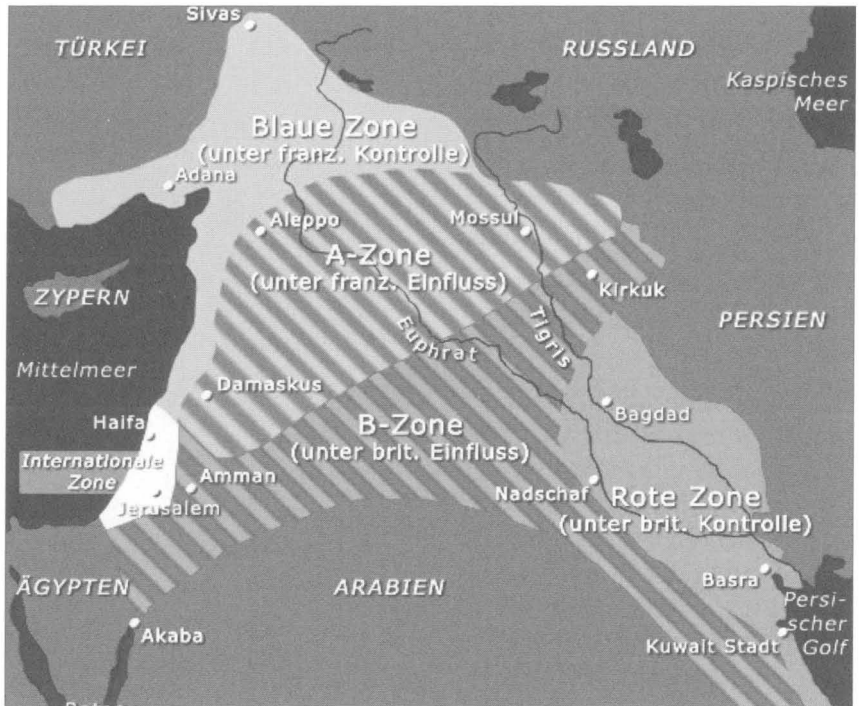 Sivas
TÜRKEI
RUSSLAND
Kaspisches
Meer
Blaue Zone
(unter franz. Kontrolle)
Adana
Aleppo
Mossul
A-Zone
(unter franz. Einfluss)
Kirkuk
ZYPERN
Euphrat
Tigris
PERSIEN
Mittelmeer
Damaskus
Bagdad
Haifa
B-Zone
(unter brit. Einfluss)
Internationale
Zone
Amman
Jerusalem
Nadschaf
Rote Zone
(unter brit. Kontrolle)
ÄGYPTEN
ARABIEN
Basra
Persi-
scher
Golf
Akaba
Kuwait Stadt